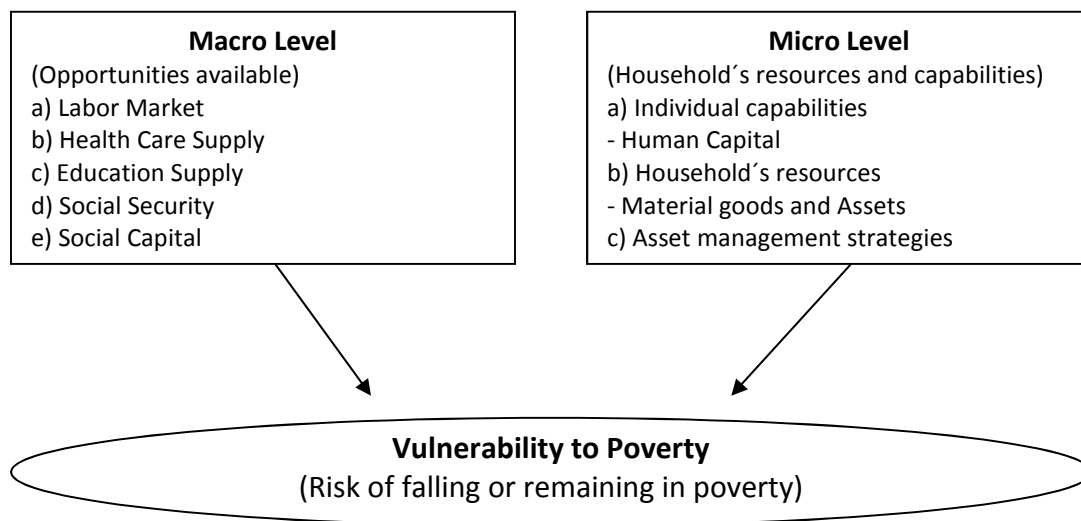 Macro Level
(Opportunities available)
a) Labor Market
b) Health Care Supply
c) Education Supply
d) Social Security
e) Social Capital
Micro Level
(Household´s resources and capabilities)
a) Individual capabilities
- Human Capital
b) Household´s resources
- Material goods and Assets
c) Asset management strategies
Vulnerability to Poverty
(Risk of falling or remaining in poverty)